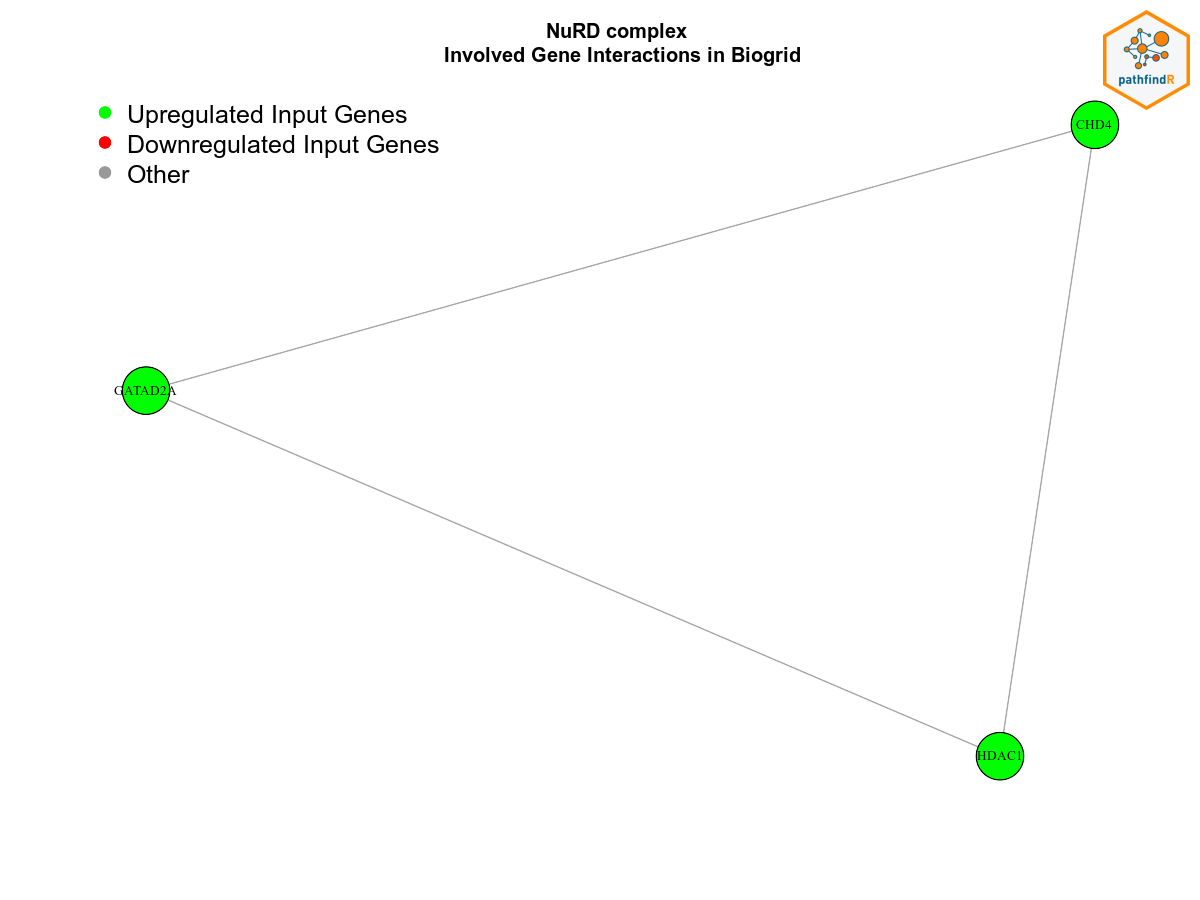 NuRD complex
Involved Gene Interactions in Biogrid
pathfindR
Upregulated Input Genes
Downregulated Input Genes
Other
CHD4
GATAD2A
HDAC1